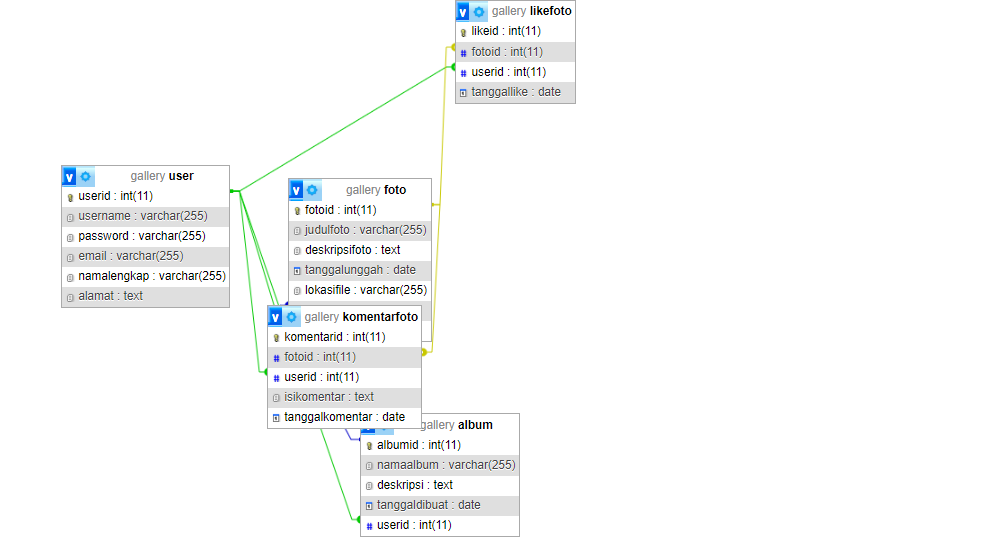 gallery likefoto
likeid : int(11)
fotoid : int(11)
userid : int(11)
tanggallike : date
gallery user
userid : int(11)
username : varchar(255)
password : varchar(255)
email : varchar(255)
namalengkap : varchar(255)
alamat : text
gallery foto
fotoid : int(11)
judulfoto : varchar(255)
deskripsifoto : text
tanggalunggah : date
lokasifile : varchar(255)
gallery komentarfoto
komentarid : int(11)
fotoid : int(11)
userid : int(11)
isikomentar : text
tanggalkomentar : date
gallery album
albumid : int(11)
namaalbum : varchar(255)
deskripsi : text
tanggaldibuat : date
userid : int(11)